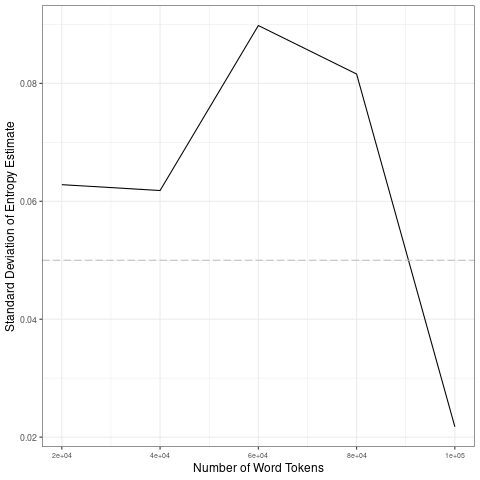 Standard Deviation of Entropy Estimate
0.08
0.06
0.04
0.02
2e+04 4e+04 6e+04 8e+04 1e+05
Number of Word Tokens